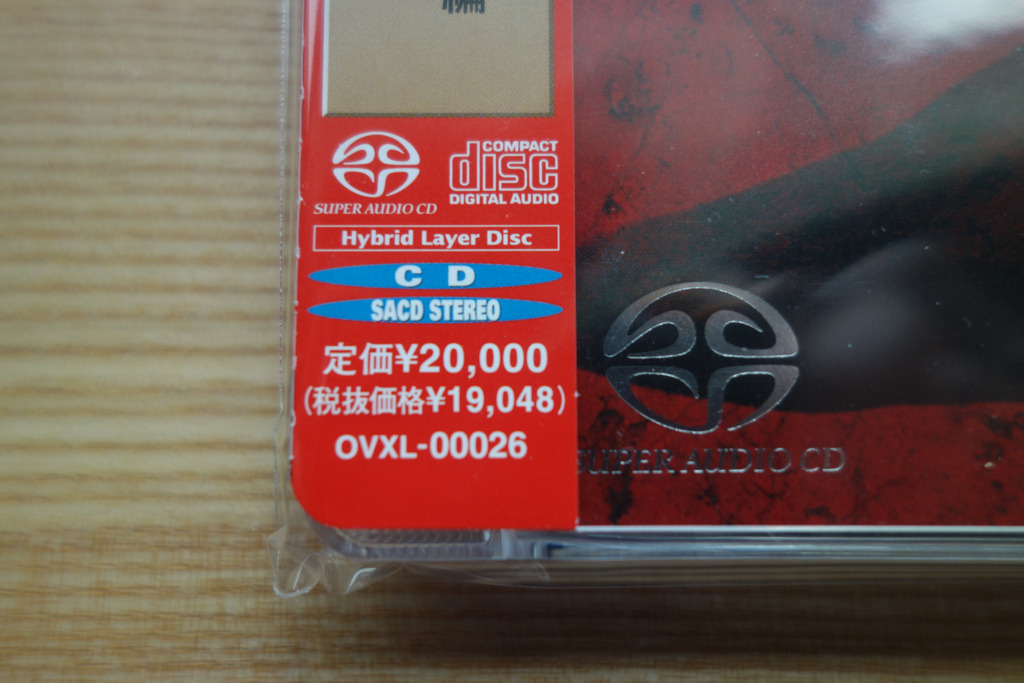 SUPER AUDIO CD
COMPACT
disc
DIGITAL AUDIO
Hybrid Layer Disc
CD
SACD STEREO
定価¥20,000
(税抜価格¥19,048)
OVXL-00026
SUPER AUDIO CD